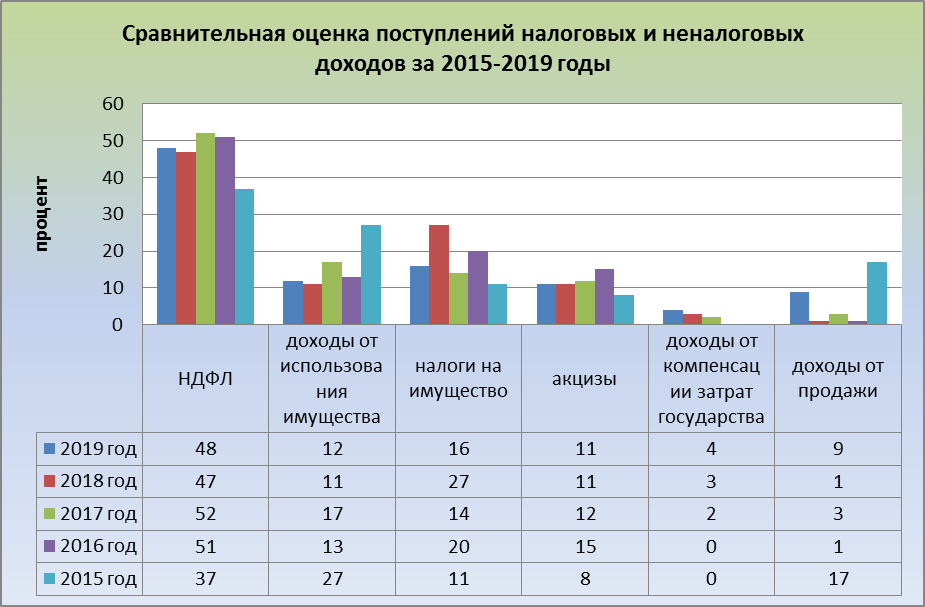 Сравнительная оценка поступлений налоговых и неналоговых
доходов за 2015-2019 годы
процент
60
50
40
30
20
10
0
НДФЛ
доходы от
использова
ния
имущества
налоги на
имущество
акцизы
доходы от
компенсац
ии затрат
государства
доходы от
продажи
2019 год 48 12 16 11 4 9
2018 год 47 11 27 11 3 1
2017 год 52 17 14 12 2 3
2016 год 51 13 20 15 0 1
2015 год 37 27 11 8 0 17